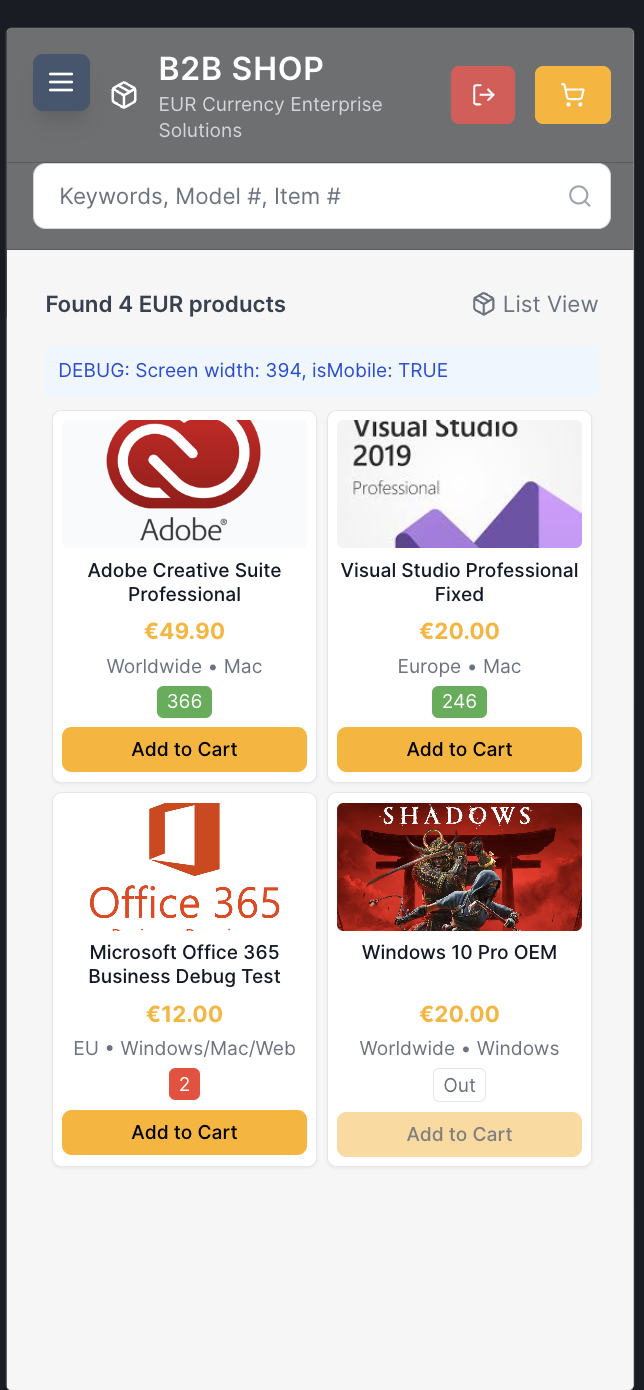 B2B SHOP
EUR Currency Enterprise
Solutions
Keywords, Model #, Item #
Found 4 EUR products
List View
DEBUG: Screen width: 394, isMobile: TRUE
Adobe®
Adobe Creative Suite
Professional
€49.90
Worldwide • Mac
366
Add to Cart
Visual Studio
2019
Professional
Visual Studio Professional
Fixed
€20.00
Europe • Mac
246
Add to Cart
Office 365
Microsoft Office 365
Business Debug Test
€12.00
EU • Windows/Mac/Web
2
Add to Cart
SHADOWS
Windows 10 Pro OEM
€20.00
Worldwide • Windows
Out
Add to Cart